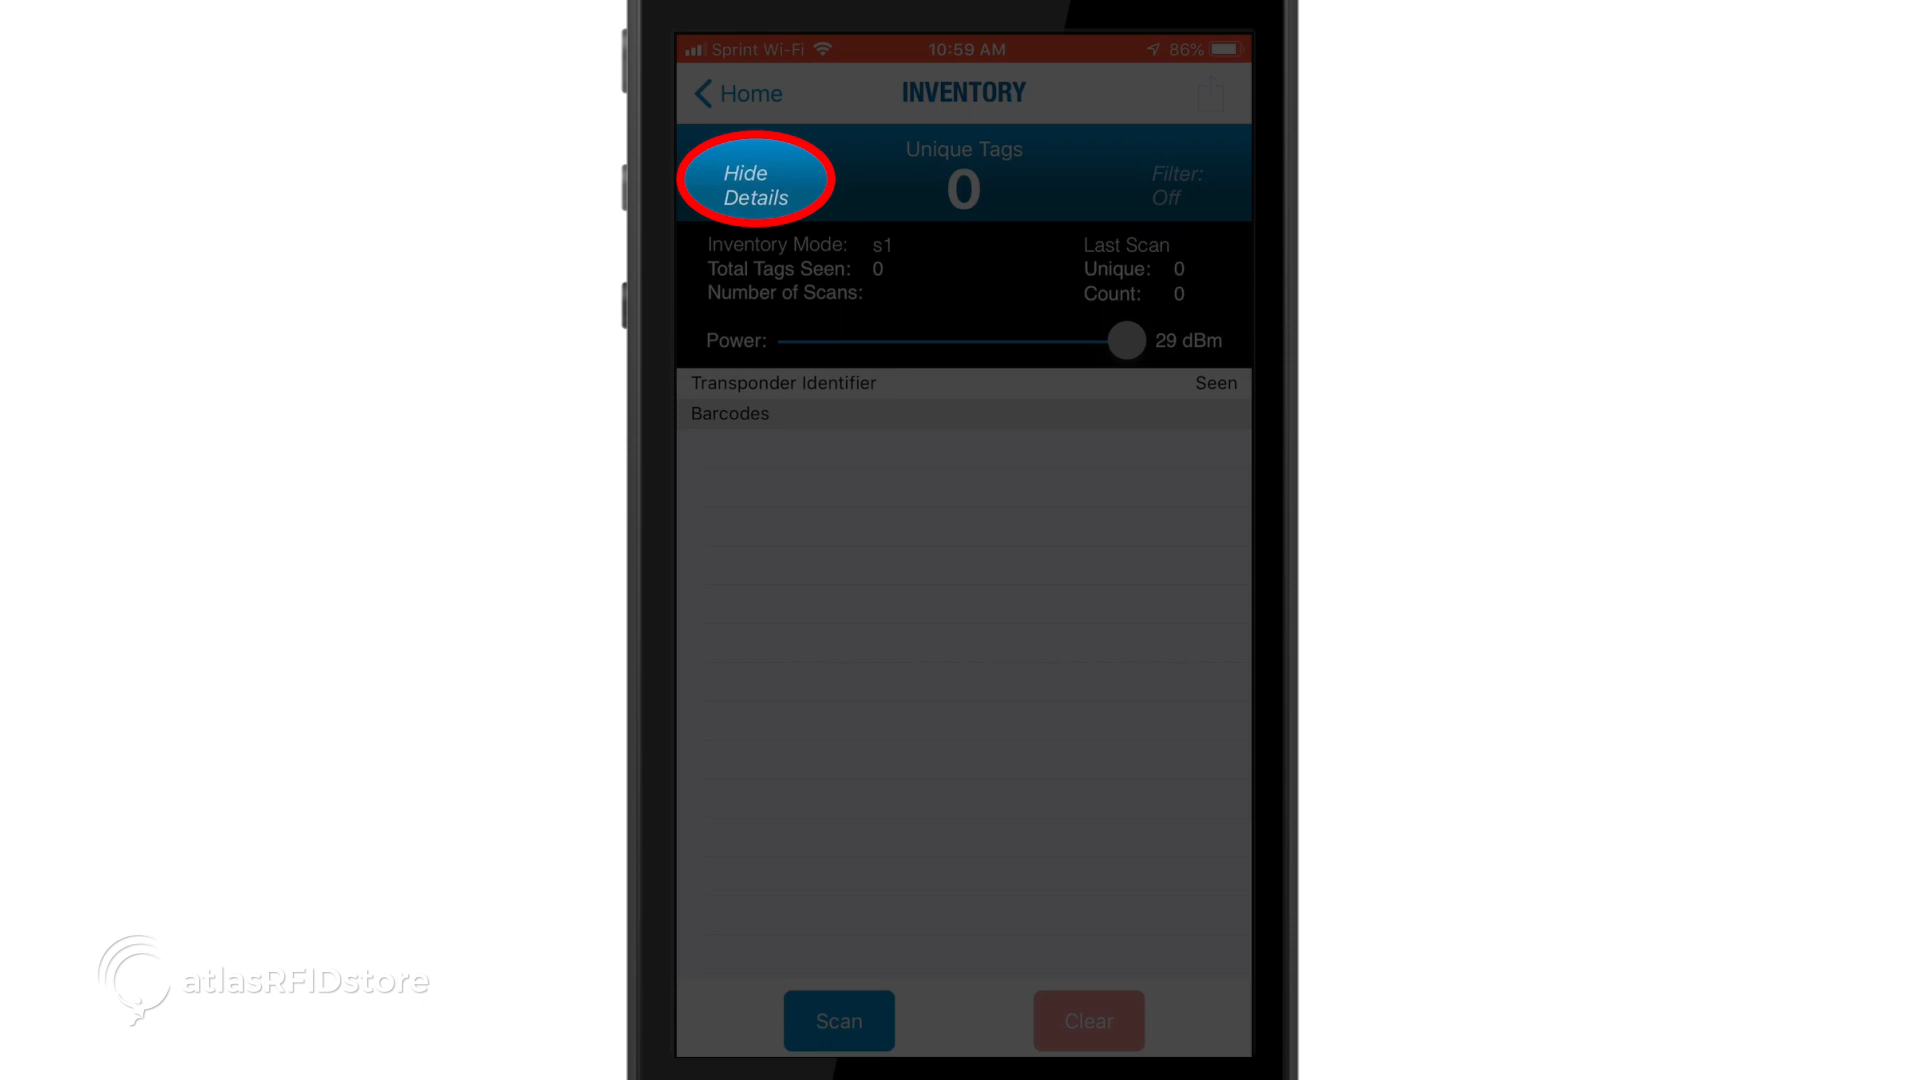 Sprint Wi-Fi 10:59 AM 86%
Home INVENTORY
Hide
Details
Unique Tags
0
Filter:
Off
Inventory Mode: s1
Total Tags Seen: 0
Number of Scans:
Last Scan
Unique: 0
Count: 0
Power: 29 dBm
Transponder Identifier Seen
Barcodes
Scan Clear
atlasRFIDstore